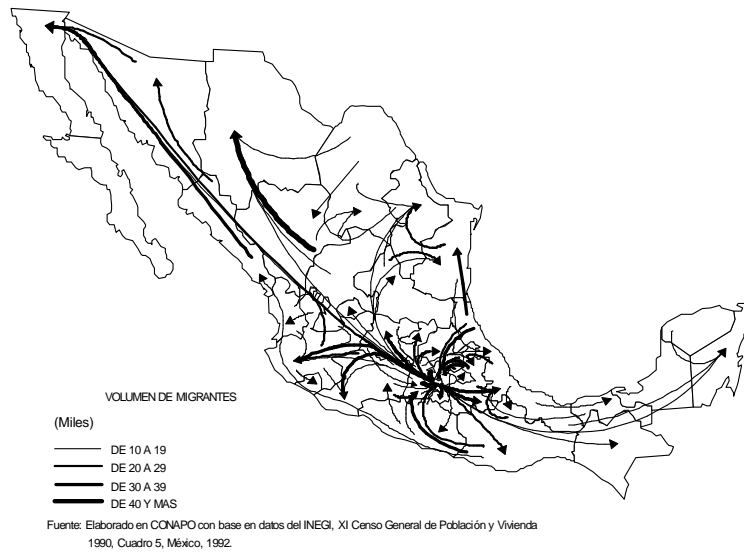 VOLUMEN DE MIGRANTES
(Miles)
DE 10 A 19
DE 20 A 29
DE 30 A 39
DE 40 Y MAS
Fuente: Elaborado en CONAPO con base en datos del INEGI, XI Censo General de Población y Vivienda
1990, Cuadro 5, México, 1992.